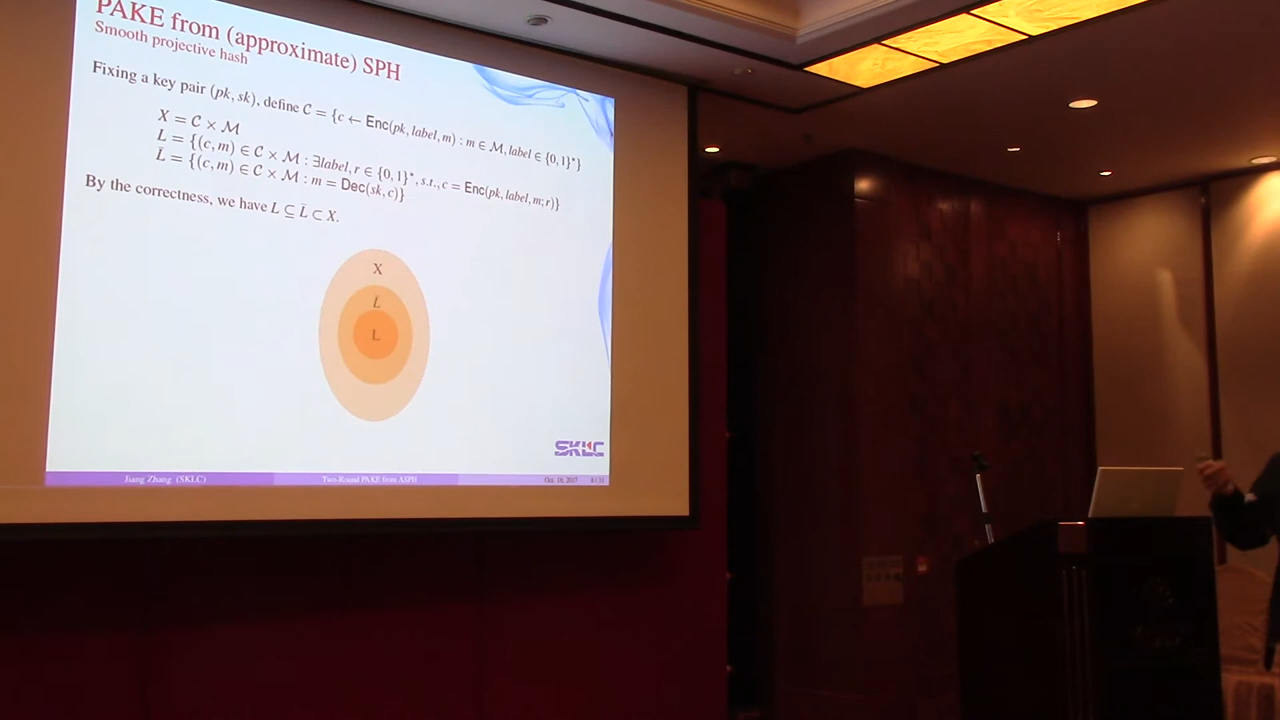 PAKE from (approximate) SPH
Smooth projective hash
Fixing a key pair (pk, sk), define C = {c ← Enc(pk, label, m) : m ∈ M, label ∈ {0,1}*}
X = C × M
L = {(c, m) ∈ C × M : ∃label, r ∈ {0,1}*, s.t., c = Enc(pk, label, m; r)}
L̄ = {(c, m) ∈ C × M : m = Dec(sk, c)}
By the correctness, we have L ⊆ L̄ ⊂ X.
X
L̄
L
SKLC
Jiang Zhang (SKLC) Two-Round PAKE from ASPH Oct. 18, 2017 8 / 31